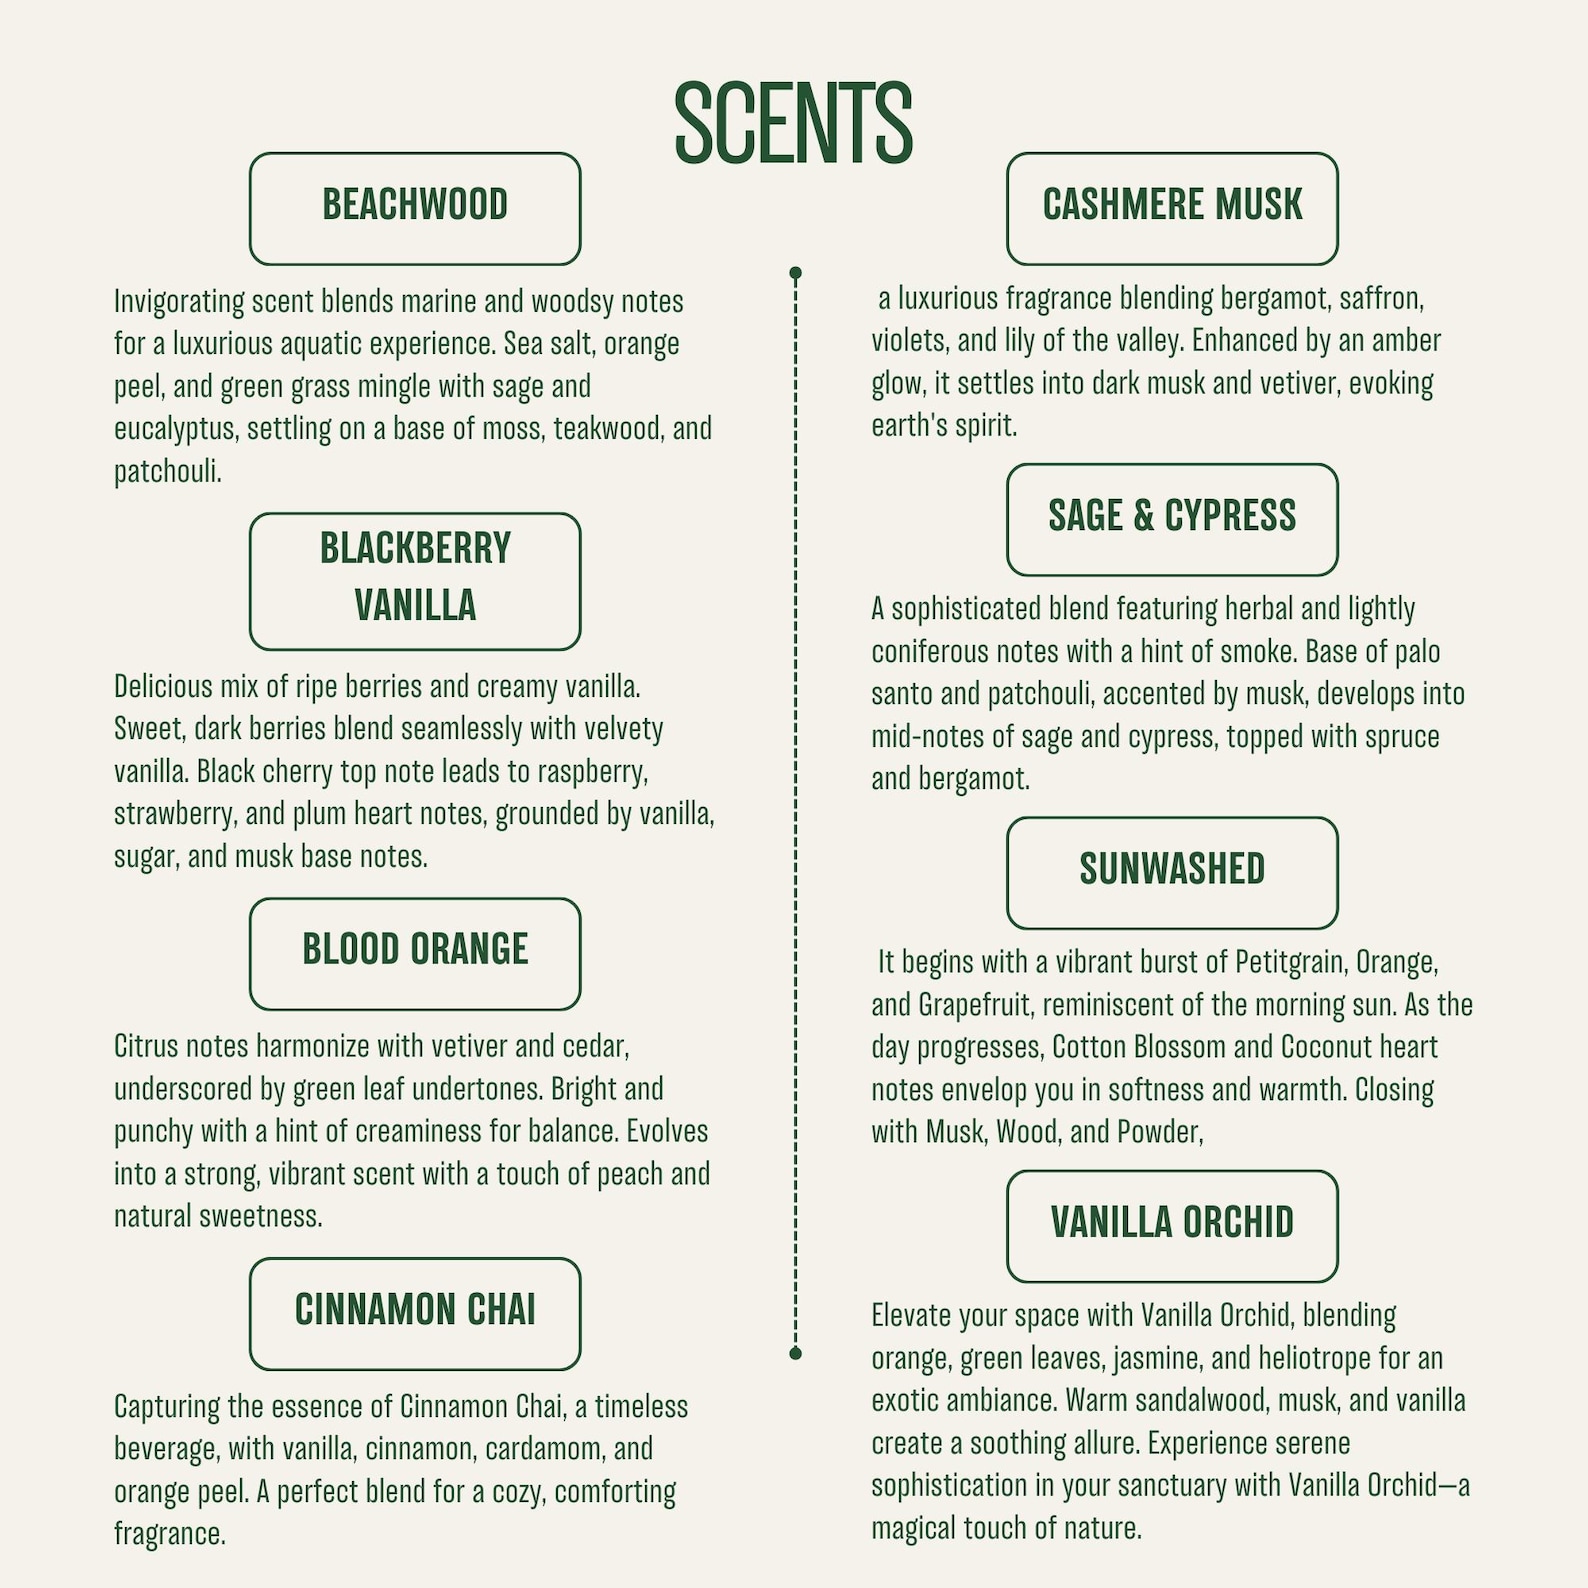 SCENTS
BEACHWOOD
Invigorating scent blends marine and woodsy notes
for a luxurious aquatic experience. Sea salt, orange
peel, and green grass mingle with sage and
eucalyptus, settling on a base of moss, teakwood, and
patchouli.
BLACKBERRY
VANILLA
Delicious mix of ripe berries and creamy vanilla.
Sweet, dark berries blend seamlessly with velvety
vanilla. Black cherry top note leads to raspberry,
strawberry, and plum heart notes, grounded by vanilla,
sugar, and musk base notes.
BLOOD ORANGE
Citrus notes harmonize with vetiver and cedar,
underscored by green leaf undertones. Bright and
punchy with a hint of creaminess for balance. Evolves
into a strong, vibrant scent with a touch of peach and
natural sweetness.
CINNAMON CHAI
Capturing the essence of Cinnamon Chai, a timeless
beverage, with vanilla, cinnamon, cardamom, and
orange peel. A perfect blend for a cozy, comforting
fragrance.
CASHMERE MUSK
a luxurious fragrance blending bergamot, saffron,
violets, and lily of the valley. Enhanced by an amber
glow, it settles into dark musk and vetiver, evoking
earth's spirit.
SAGE & CYPRESS
A sophisticated blend featuring herbal and lightly
coniferous notes with a hint of smoke. Base of palo
santo and patchouli, accented by musk, develops into
mid-notes of sage and cypress, topped with spruce
and bergamot.
SUNWASHED
It begins with a vibrant burst of Petitgrain, Orange,
and Grapefruit, reminiscent of the morning sun. As the
day progresses, Cotton Blossom and Coconut heart
notes envelop you in softness and warmth. Closing
with Musk, Wood, and Powder,
VANILLA ORCHID
Elevate your space with Vanilla Orchid, blending
orange, green leaves, jasmine, and heliotrope for an
exotic ambiance. Warm sandalwood, musk, and vanilla
create a soothing allure. Experience serene
sophistication in your sanctuary with Vanilla Orchid—a
magical touch of nature.